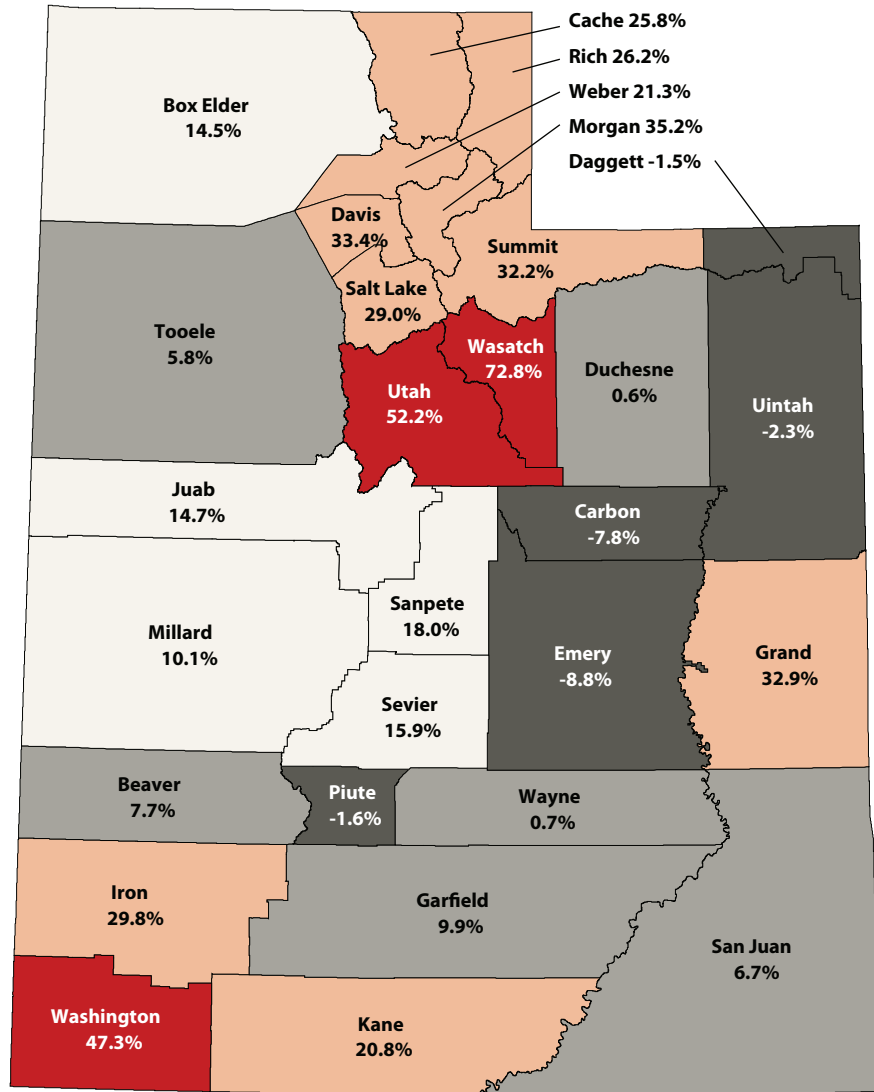 Cache 25.8%
Rich 26.2%
Weber 21.3%
Morgan 35.2%
Daggett -1.5%
Box Elder
14.5%
Davis
33.4%
Summit
32.2%
Salt Lake
29.0%
Tooele
5.8%
Wasatch
72.8%
Duchesne
0.6%
Utah
52.2%
Uintah
-2.3%
Juab
14.7%
Carbon
-7.8%
Sanpete
18.0%
Millard
10.1%
Emery
-8.8%
Grand
32.9%
Sevier
15.9%
Beaver
7.7%
Piute
-1.6%
Wayne
0.7%
Iron
29.8%
Garfield
9.9%
San Juan
6.7%
Washington
47.3%
Kane
20.8%